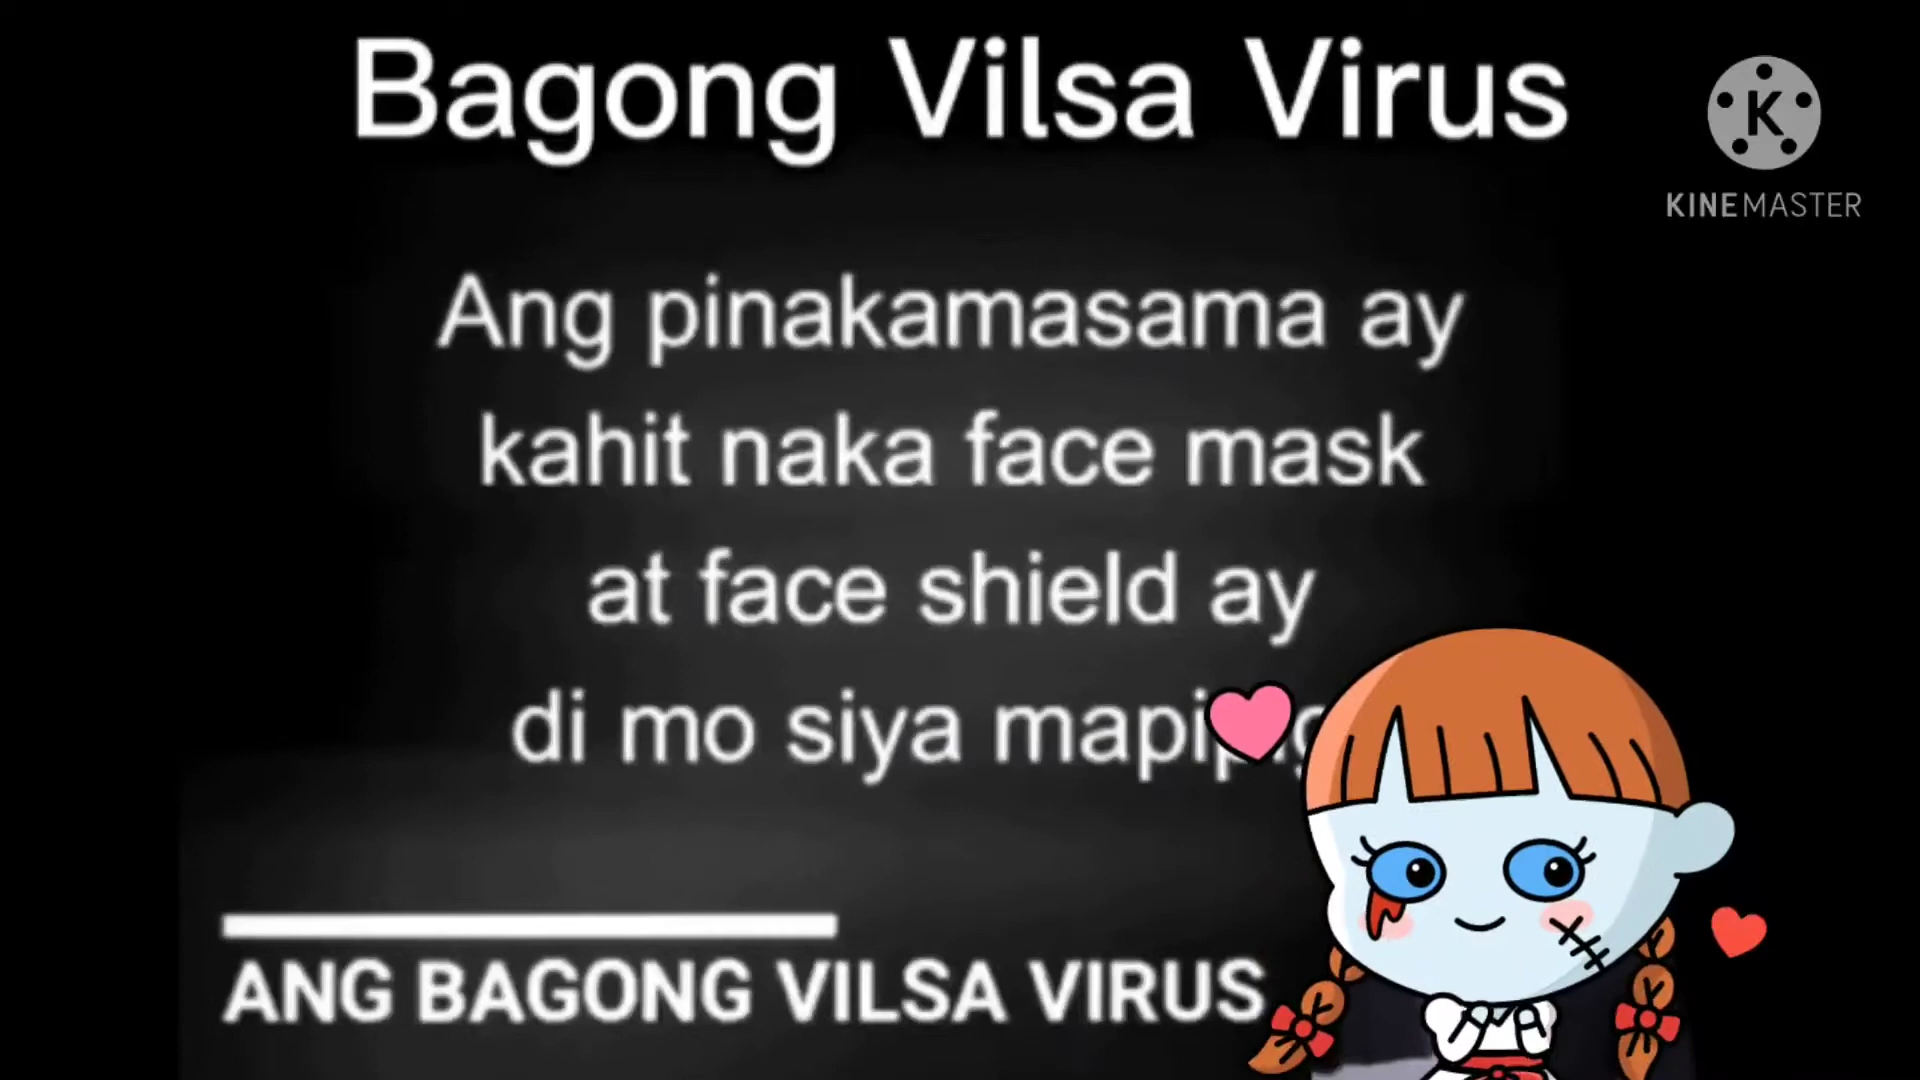 Bagong Vilsa Virus
K
KINEMASTER
Ang pinakamasama ay
kahit naka face mask
at face shield ay
di mo siya
ANG BAGONG VILSA VIRUS